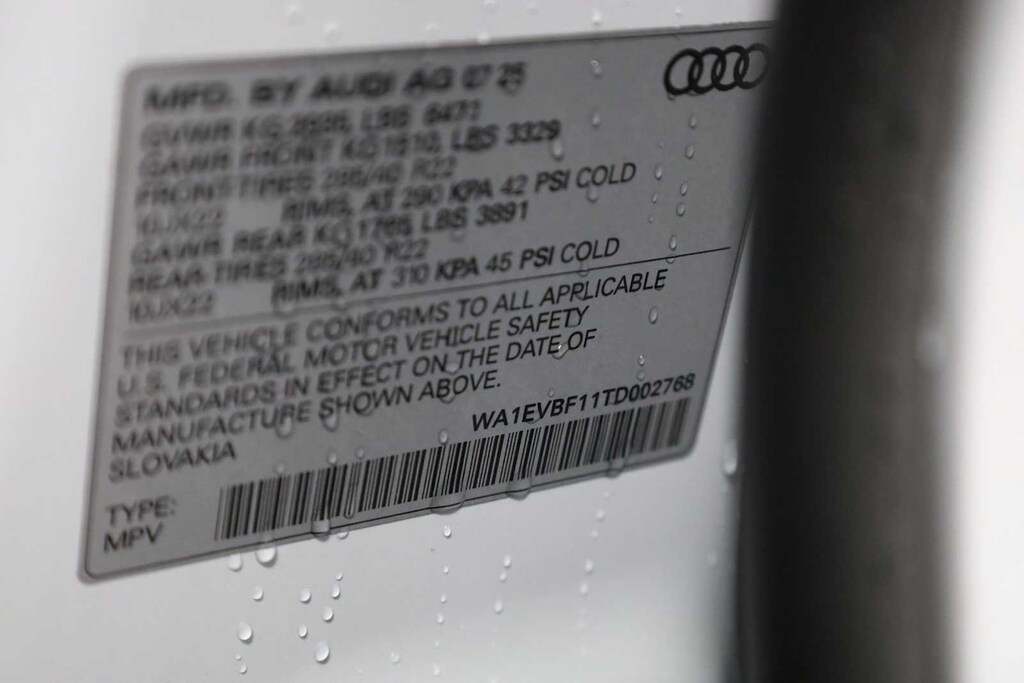 MFD. BY AUDI AG 07 25
GVWR KG LBS 6472
GAWR FRONT KG 1510, LBS 3329
FRONT TIRES 285/40 R22
10JX22 RIMS, AT 290 KPA 42 PSI COLD
GAWR REAR KG 1765 LBS 3891
REAR TIRES 285/40 R22
10JX22 RIMS, AT 310 KPA 45 PSI COLD
THIS VEHICLE CONFORMS TO ALL APPLICABLE
U.S. FEDERAL MOTOR VEHICLE SAFETY
STANDARDS IN EFFECT ON THE DATE OF
MANUFACTURE SHOWN ABOVE.
SLOVAKIA
WA1EVBF11TD002768
TYPE:
MPV